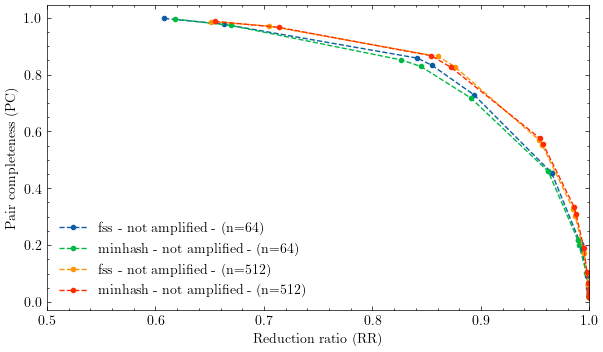 1.0
0.8
0.6
0.4
0.2
0.0
Pair completeness (PC)
fss - not amplified - (n=64)
minhash - not amplified - (n=64)
fss - not amplified - (n=512)
minhash - not amplified - (n=512)
0.5 0.6 0.7 0.8 0.9 1.0
Reduction ratio (RR)